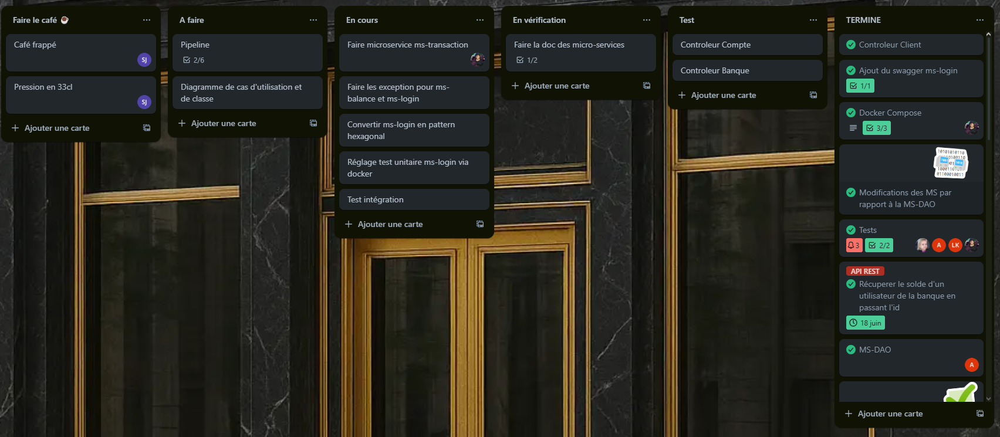 Faire le café
Café frappé
SJ
Pression en 33cl
SJ
Ajouter une carte
A faire
Pipeline
2/6
Diagramme de cas d'utilisation et
de classe
Ajouter une carte
En cours
Faire microservice ms-transaction
Faire les exception pour ms-
balance et ms-login
Convertir ms-login en pattern
hexagonal
Réglage test unitaire ms-login via
docker
Test intégration
Ajouter une carte
En vérification
Faire la doc des micro-services
1/2
Ajouter une carte
Test
Controleur Compte
Controleur Banque
Ajouter une carte
TERMINE
Controleur Client
Ajout du swagger ms-login
1/1
Docker Compose
3/3
10101010110
01100010011
Modifications des MS par
rapport à la MS-DAO
Tests
3
2/2
A
LK
API REST
Récuperer le solde d'un
utilisateur de la banque en
passant l'id
18 juin
MS-DAO
A
Ajouter une carte